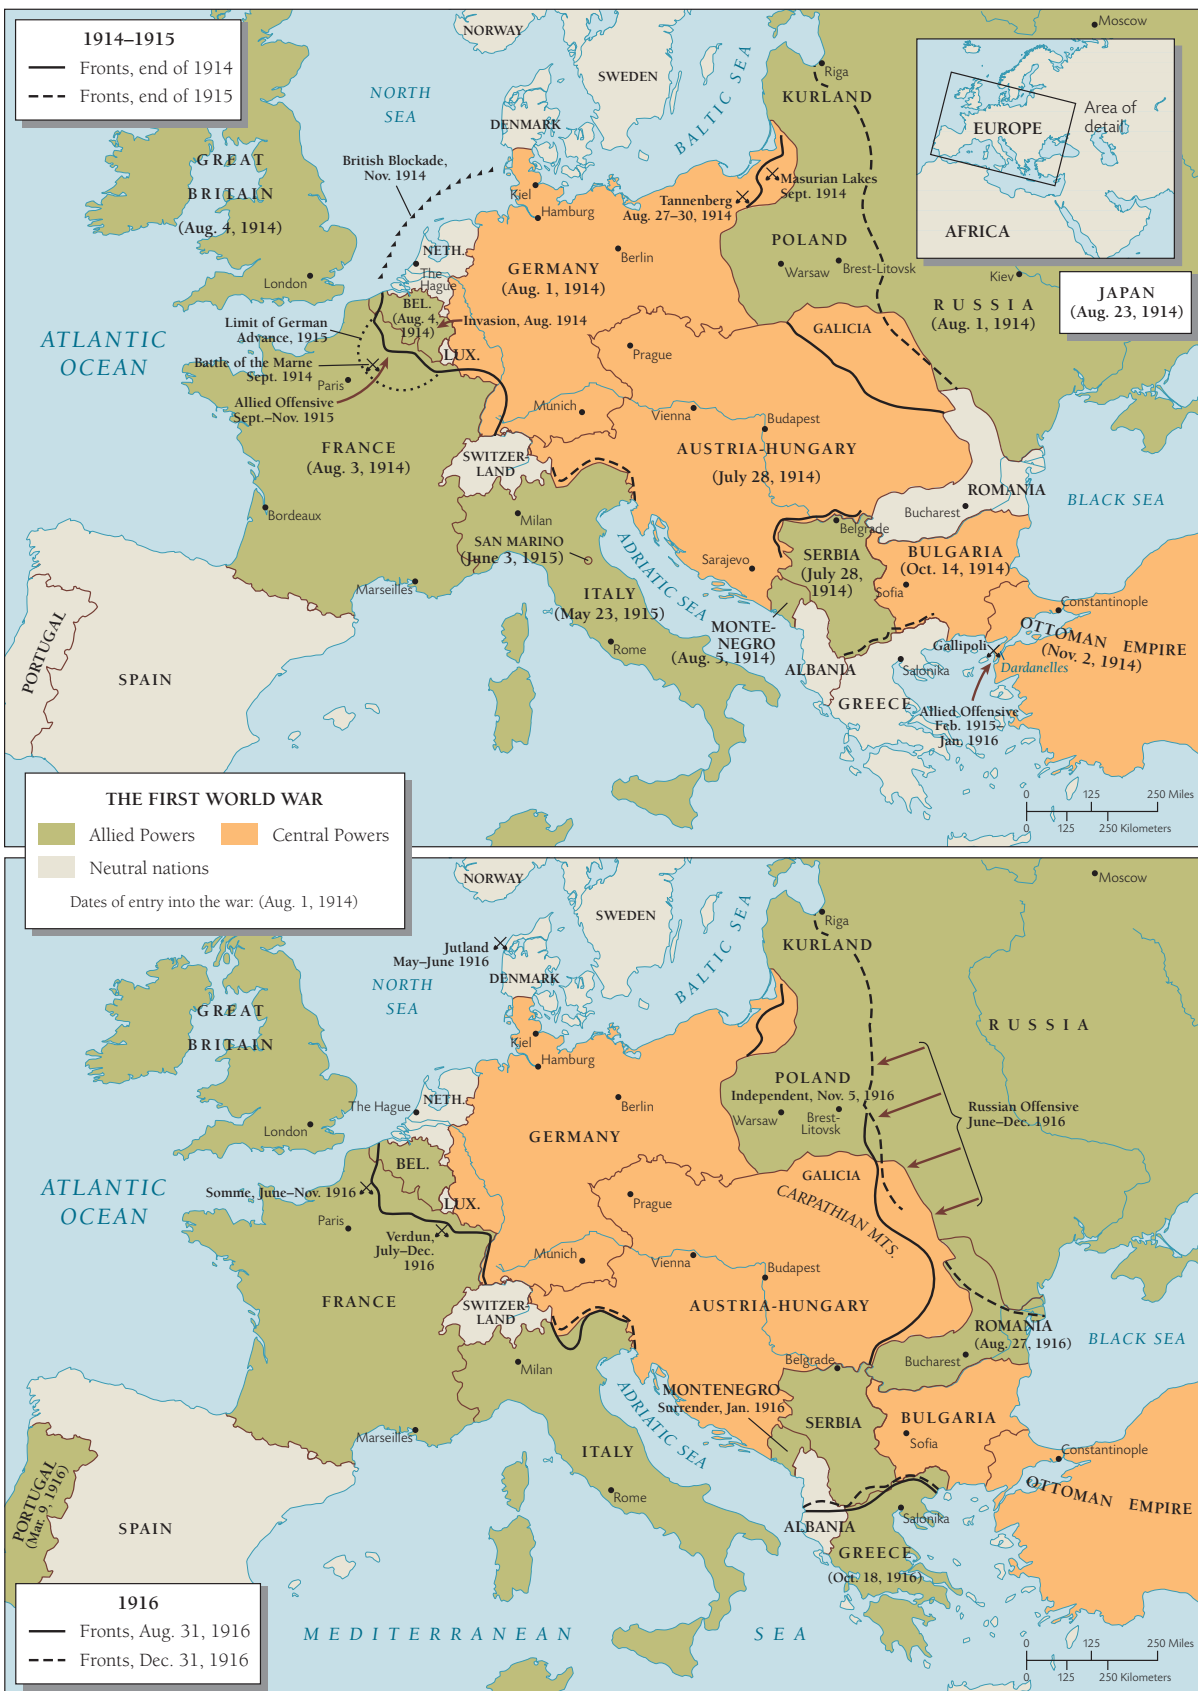 1914–1915
Fronts, end of 1914
Fronts, end of 1915
NORWAY
SWEDEN
Moscow
NORTH
SEA
BALTIC SEA
Riga
KURLAND
DENMARK
EUROPE
Area of
detail
AFRICA
GREAT
BRITAIN
(Aug. 4, 1914)
British Blockade,
Nov. 1914
Kiel
Hamburg
Masurian Lakes
Sept. 1914
Tannenberg
Aug. 27–30, 1914
NETH.
The
Hague
London
GERMANY
(Aug. 1, 1914)
Berlin
POLAND
Warsaw
Brest-Litovsk
Kiev
RUSSIA
(Aug. 1, 1914)
JAPAN
(Aug. 23, 1914)
ATLANTIC
OCEAN
BEL.
(Aug. 4,
1914)
Invasion, Aug. 1914
Limit of German
Advance, 1915
LUX.
Battle of the Marne
Sept. 1914
Paris
Allied Offensive
Sept.–Nov. 1915
Prague
GALICIA
Munich
Vienna
Budapest
FRANCE
(Aug. 3, 1914)
SWITZER-
LAND
AUSTRIA-HUNGARY
(July 28, 1914)
ROMANIA
Bucharest
BLACK SEA
Bordeaux
Milan
SAN MARINO
(June 3, 1915)
ADRIATIC SEA
Belgrade
Sarajevo
SERBIA
(July 28,
1914)
BULGARIA
(Oct. 14, 1914)
Sofia
Marseilles
ITALY
(May 23, 1915)
Rome
MONTE-
NEGRO
(Aug. 5, 1914)
Constantinople
OTTOMAN EMPIRE
(Nov. 2, 1914)
Gallipoli
Dardanelles
ALBANIA
Salonika
GREECE
Allied Offensive
Feb. 1915–
Jan. 1916
PORTUGAL
SPAIN
0 125 250 Miles
0 125 250 Kilometers
THE FIRST WORLD WAR
Allied Powers
Central Powers
Neutral nations
Dates of entry into the war: (Aug. 1, 1914)
NORWAY
SWEDEN
Moscow
Jutland
May–June 1916
NORTH
SEA
DENMARK
BALTIC SEA
Riga
KURLAND
RUSSIA
GREAT
BRITAIN
Kiel
Hamburg
NETH.
The Hague
London
Berlin
GERMANY
POLAND
Independent, Nov. 5, 1916
Warsaw
Brest-
Litovsk
Russian Offensive
June–Dec. 1916
BEL.
ATLANTIC
OCEAN
Somme, June–Nov. 1916
LUX.
Paris
Verdun,
July–Dec.
1916
Prague
GALICIA
CARPATHIAN MTS.
Munich
Vienna
Budapest
FRANCE
SWITZER-
LAND
AUSTRIA-HUNGARY
ROMANIA
(Aug. 27, 1916)
Bucharest
BLACK SEA
Milan
Belgrade
MONTENEGRO
Surrender, Jan. 1916
ADRIATIC SEA
SERBIA
BULGARIA
Sofia
Marseilles
ITALY
Rome
Constantinople
OTTOMAN EMPIRE
PORTUGAL
(Mar. 9, 1916)
SPAIN
ALBANIA
Salonika
GREECE
(Oct. 18, 1916)
1916
Fronts, Aug. 31, 1916
Fronts, Dec. 31, 1916
MEDITERRANEAN SEA
0 125 250 Miles
0 125 250 Kilometers